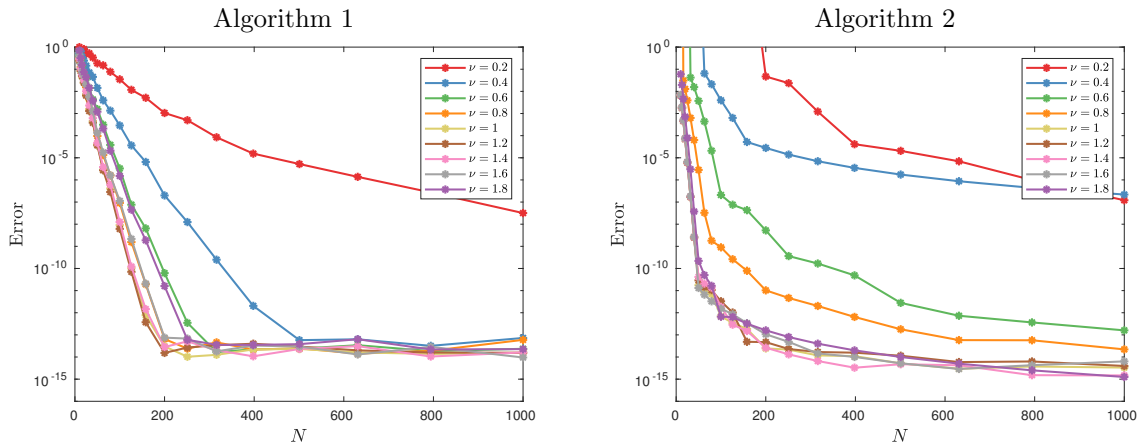 Algorithm 1
Error
10^0
10^-5
10^-10
10^-15
0
200
400
600
800
1000
N
ν = 0.2
ν = 0.4
ν = 0.6
ν = 0.8
ν = 1
ν = 1.2
ν = 1.4
ν = 1.6
ν = 1.8
Algorithm 2
Error
10^0
10^-5
10^-10
10^-15
0
200
400
600
800
1000
N
ν = 0.2
ν = 0.4
ν = 0.6
ν = 0.8
ν = 1
ν = 1.2
ν = 1.4
ν = 1.6
ν = 1.8